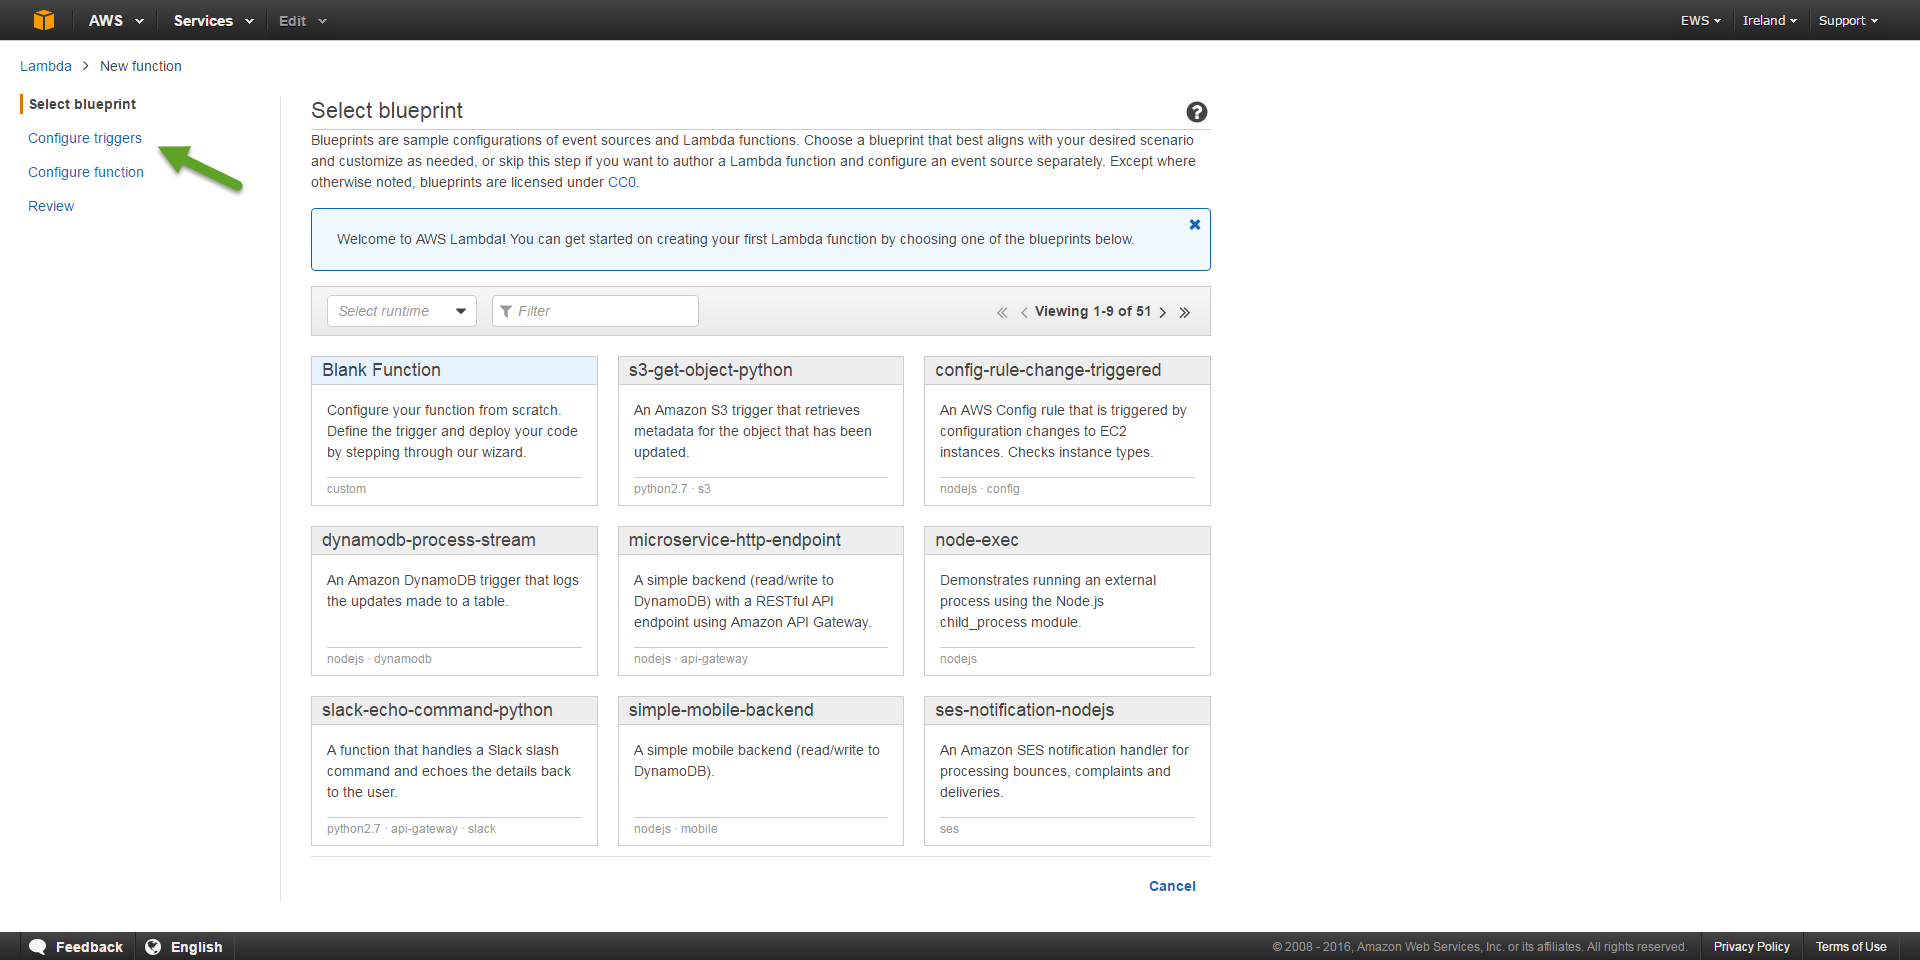 AWS Services Edit EWS Ireland Support
Lambda > New function
Select blueprint
Configure triggers
Configure function
Review
Select blueprint
Blueprints are sample configurations of event sources and Lambda functions. Choose a blueprint that best aligns with your desired scenario
and customize as needed, or skip this step if you want to author a Lambda function and configure an event source separately. Except where
otherwise noted, blueprints are licensed under CC0.
Welcome to AWS Lambda! You can get started on creating your first Lambda function by choosing one of the blueprints below.
Select runtime Filter « ‹ Viewing 1-9 of 51 › »
Blank Function
Configure your function from scratch.
Define the trigger and deploy your code
by stepping through our wizard.
custom
s3-get-object-python
An Amazon S3 trigger that retrieves
metadata for the object that has been
updated.
python2.7 · s3
config-rule-change-triggered
An AWS Config rule that is triggered by
configuration changes to EC2
instances. Checks instance types.
nodejs · config
dynamodb-process-stream
An Amazon DynamoDB trigger that logs
the updates made to a table.
nodejs · dynamodb
microservice-http-endpoint
A simple backend (read/write to
DynamoDB) with a RESTful API
endpoint using Amazon API Gateway.
nodejs · api-gateway
node-exec
Demonstrates running an external
process using the Node.js
child_process module.
nodejs
slack-echo-command-python
A function that handles a Slack slash
command and echoes the details back
to the user.
python2.7 · api-gateway · slack
simple-mobile-backend
A simple mobile backend (read/write to
DynamoDB).
nodejs · mobile
ses-notification-nodejs
An Amazon SES notification handler for
processing bounces, complaints and
deliveries.
ses
Cancel
Feedback English © 2008 - 2016, Amazon Web Services, Inc. or its affiliates. All rights reserved. Privacy Policy Terms of Use